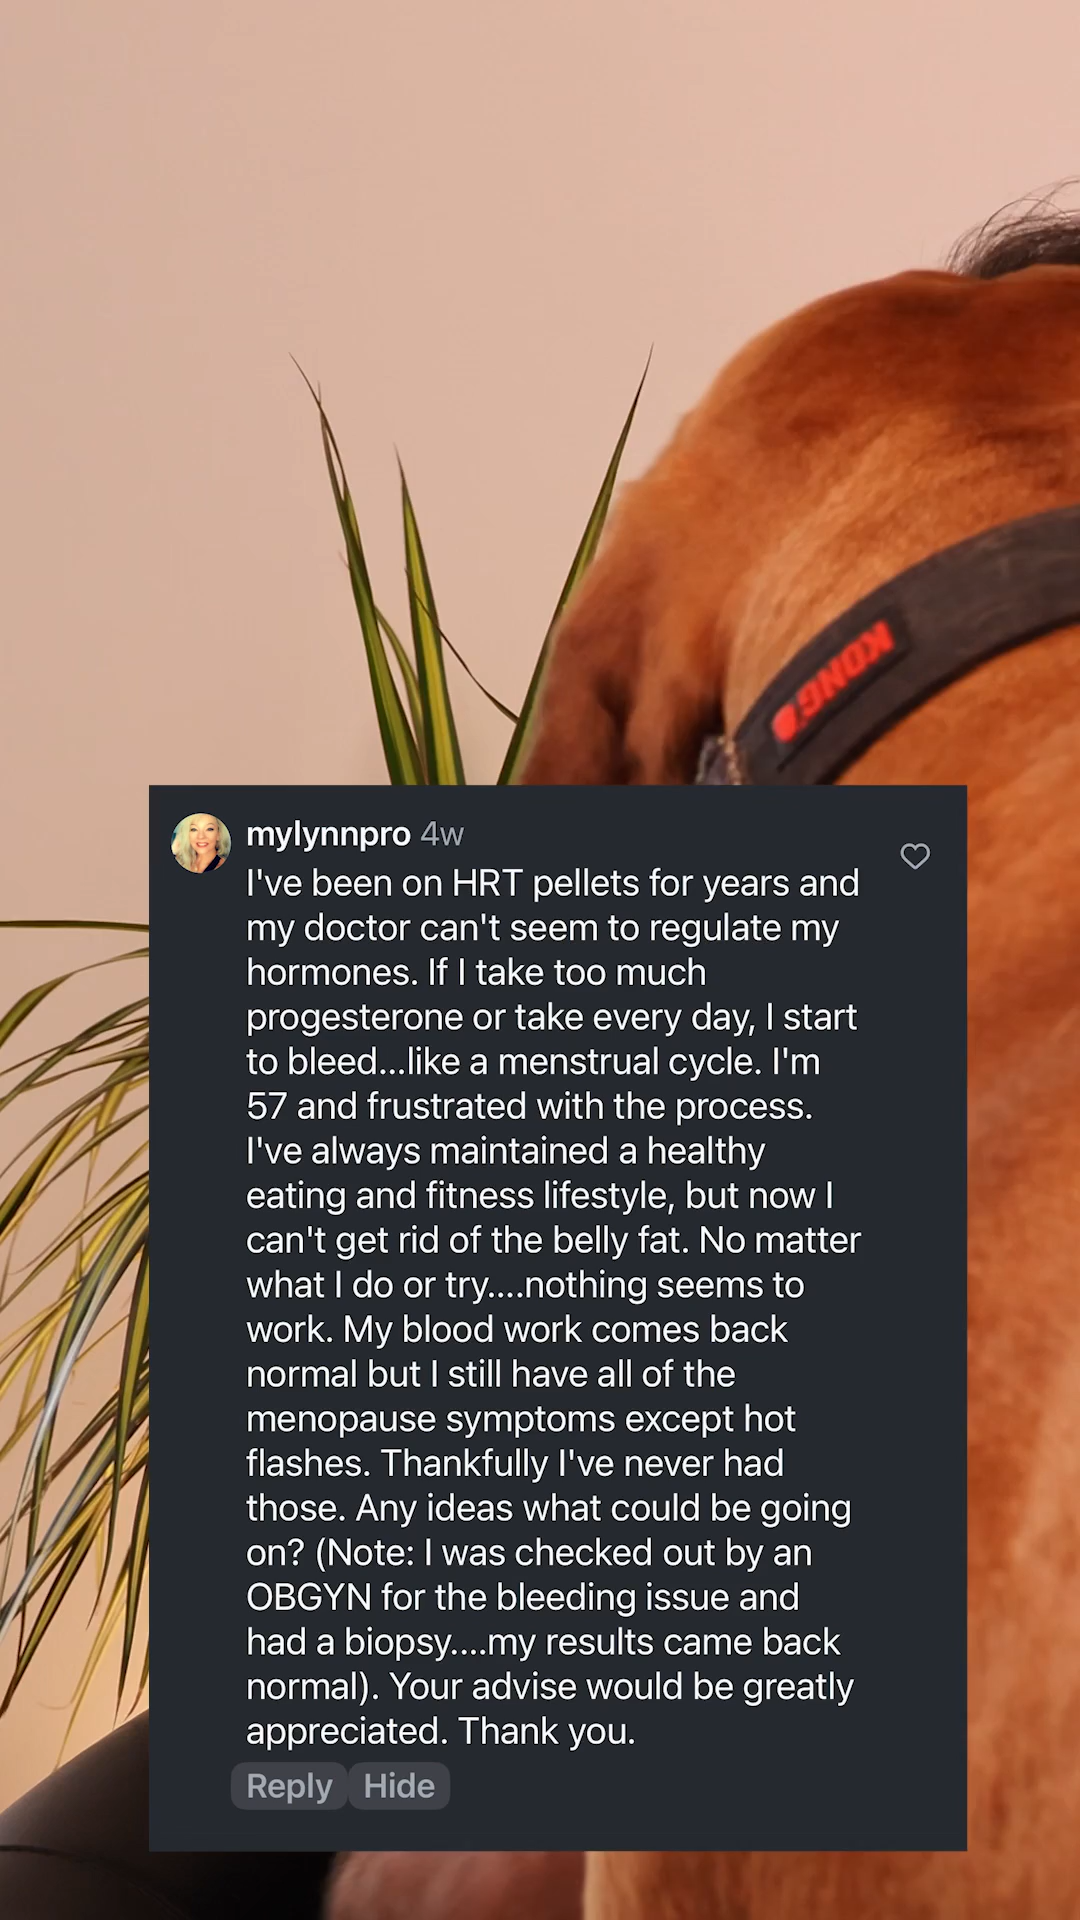 KONG
mylynnpro 4w
I've been on HRT pellets for years and
my doctor can't seem to regulate my
hormones. If I take too much
progesterone or take every day, I start
to bleed...like a menstrual cycle. I'm
57 and frustrated with the process.
I've always maintained a healthy
eating and fitness lifestyle, but now I
can't get rid of the belly fat. No matter
what I do or try....nothing seems to
work. My blood work comes back
normal but I still have all of the
menopause symptoms except hot
flashes. Thankfully I've never had
those. Any ideas what could be going
on? (Note: I was checked out by an
OBGYN for the bleeding issue and
had a biopsy....my results came back
normal). Your advise would be greatly
appreciated. Thank you.
Reply Hide